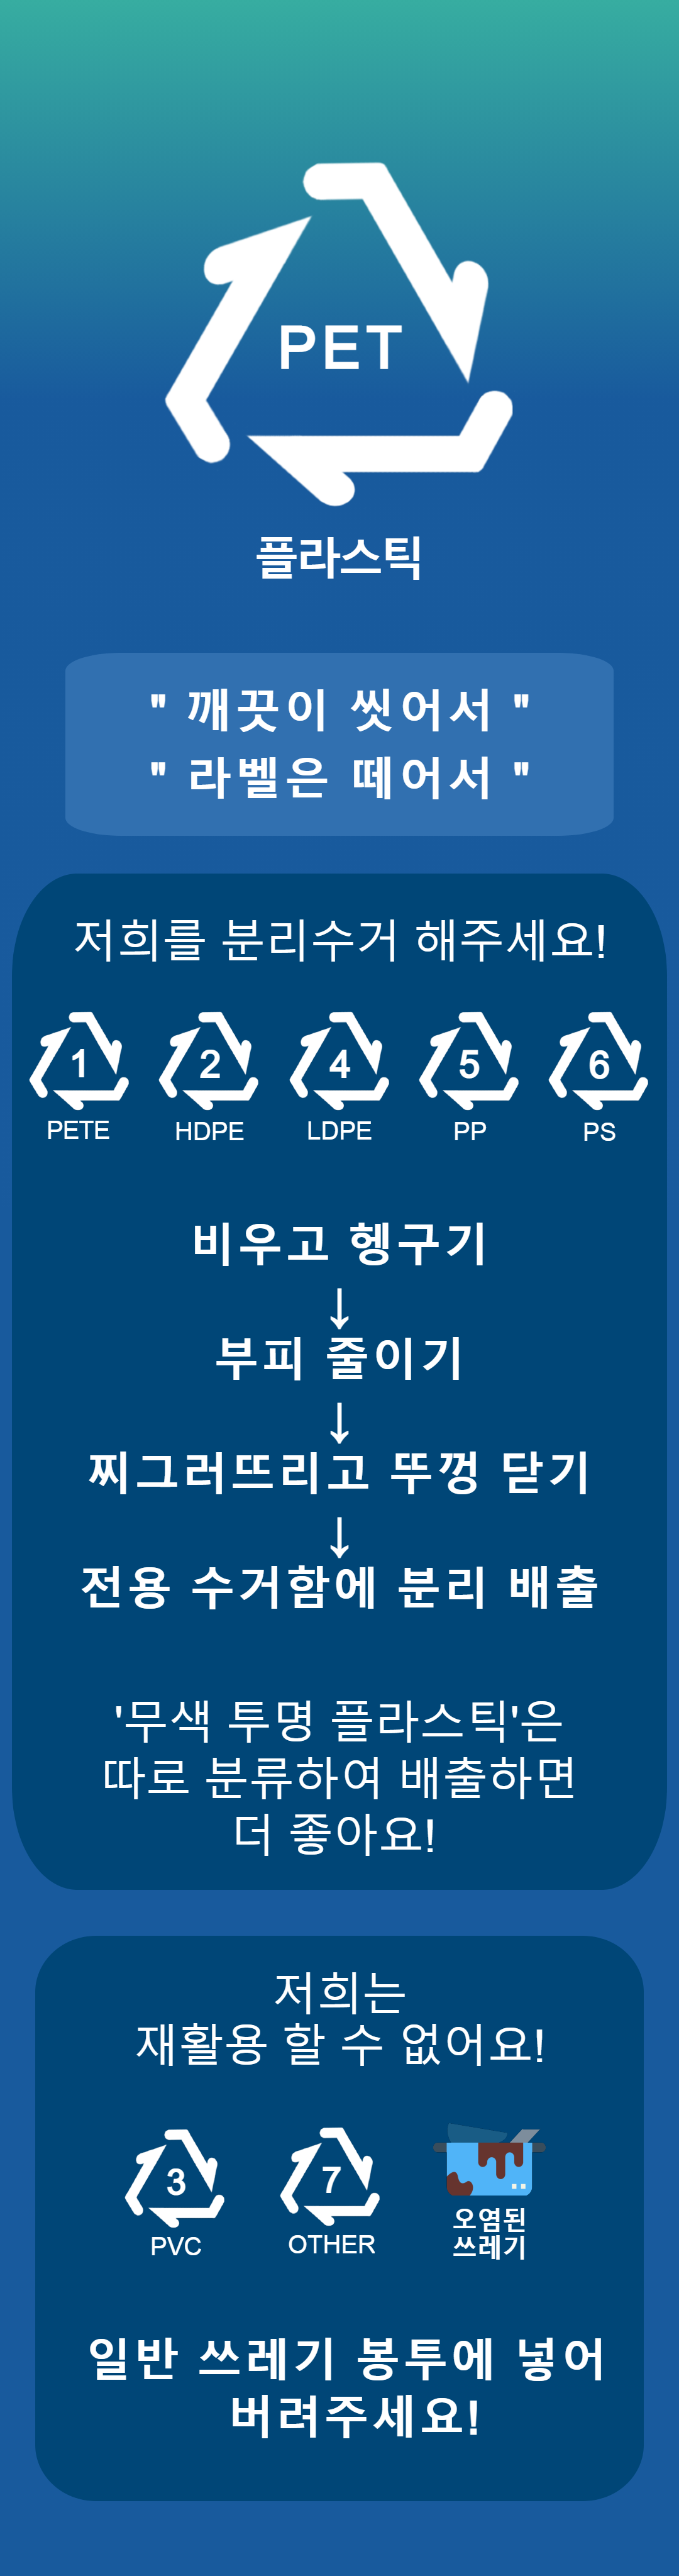 PET
플라스틱
" 깨끗이 씻어서 "
" 라벨은 떼어서 "
저희를 분리수거 해주세요!
1 2 4 5 6
PETE HDPE LDPE PP PS
비우고 헹구기
↓
부피 줄이기
↓
찌그러뜨리고 뚜껑 닫기
↓
전용 수거함에 분리 배출
'무색 투명 플라스틱'은
따로 분류하여 배출하면
더 좋아요!
저희는
재활용 할 수 없어요!
3 7
PVC OTHER 오염된
쓰레기
일반 쓰레기 봉투에 넣어
버려주세요!